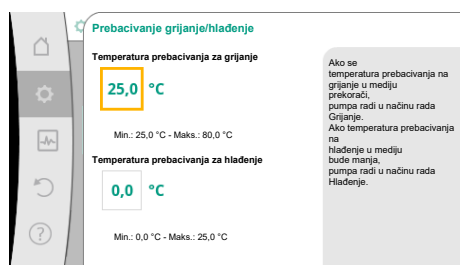 Prebacivanje grijanje/hlađenje
Temperatura prebacivanja za grijanje
25,0 °C
Min.: 25,0 °C - Maks.: 80,0 °C
Temperatura prebacivanja za hlađenje
0,0 °C
Min.: 0,0 °C - Maks.: 25,0 °C
Ako se
temperatura prebacivanja na
grijanje u mediju
prekorači,
pumpa radi u načinu rada
Grijanje.
Ako temperatura prebacivanja
na
hlađenje u mediju
bude manja,
pumpa radi u načinu rada
Hlađenje.